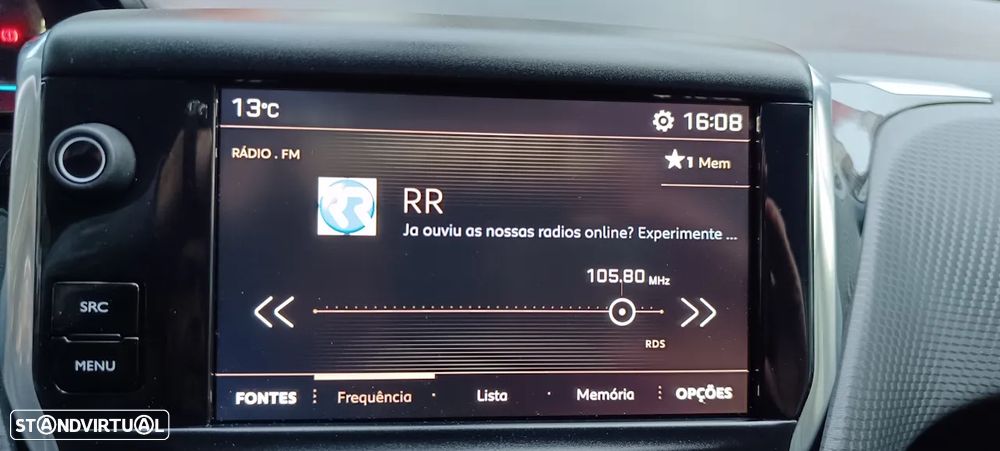 13°C
16:08
RÁDIO . FM
★1 Mem
RR
RR
Ja ouviu as nossas radios online? Experimente ...
105.80 MHz
RDS
SRC
MENU
FONTES : Frequência · Lista · Memória : OPÇÕES
STANDVIRTUAL